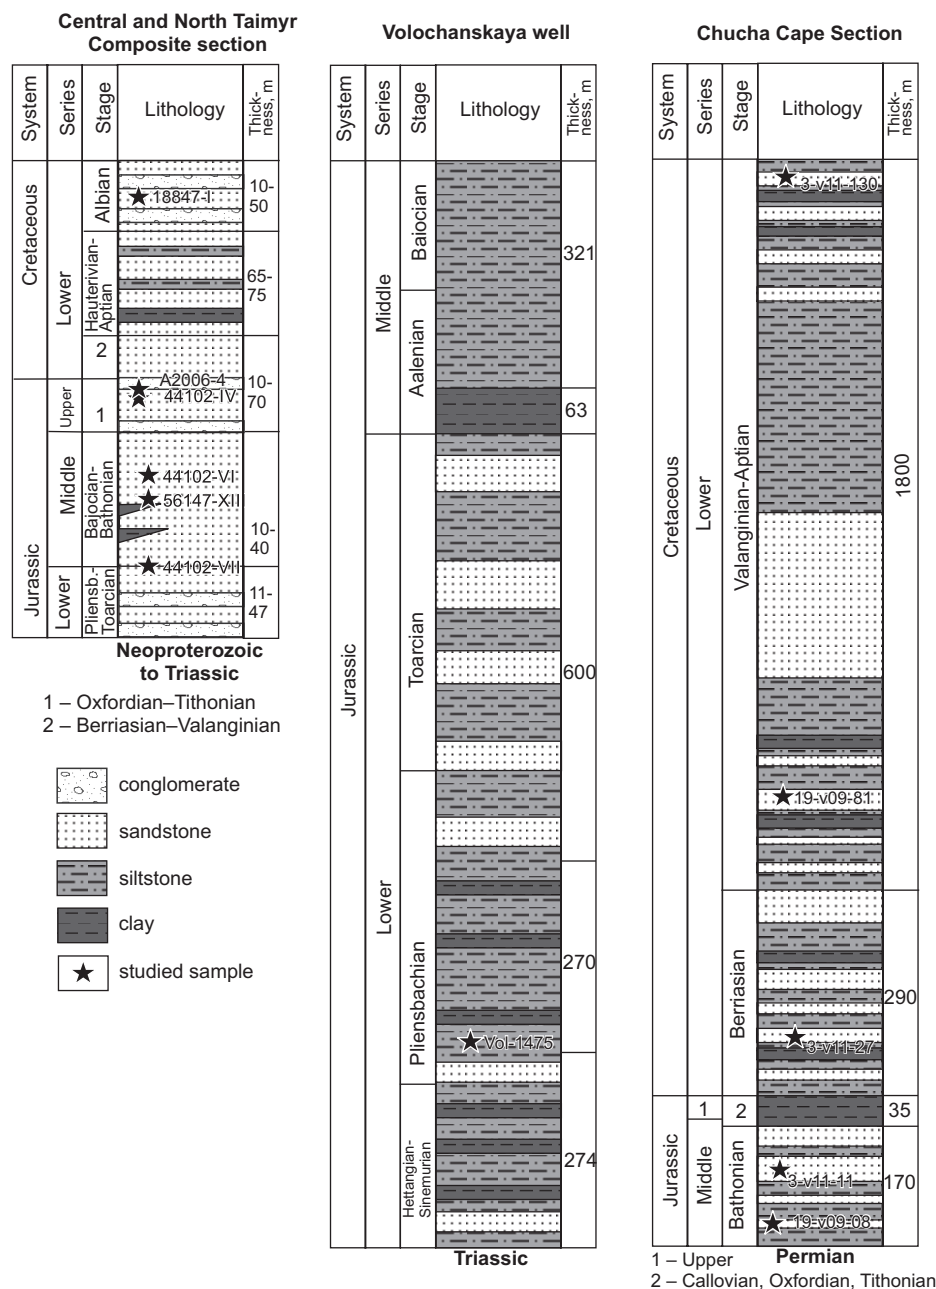 Central and North Taimyr
Composite section
System
Series
Stage
Lithology
Thick-
ness, m
Cretaceous
Lower
Albian
18847-I
10-
50
Hauterivian-
Aptian
65-
75
2
A2006-4
44102-IV
10-
70
Jurassic
Upper
1
Middle
Bajocian-
Bathonian
44102-VI
56147-XII
10-
40
44102-VII
Lower
Pliensb.-
Toarcian
11-
47
Neoproterozoic
to Triassic
1 – Oxfordian–Tithonian
2 – Berriasian–Valanginian
conglomerate
sandstone
siltstone
clay
studied sample
Volochanskaya well
System
Series
Stage
Lithology
Thick-
ness, m
Jurassic
Middle
Baiocian
321
Aalenian
63
Lower
Toarcian
600
Pliensbachian
270
Vol-1475
Hettangian-
Sinemurian
274
Triassic
Chucha Cape Section
System
Series
Stage
Lithology
Thick-
ness, m
Cretaceous
Lower
Valanginian-Aptian
3-v11-130
1800
19-v09-81
Berriasian
290
3-v11-27
Jurassic
1
2
35
Middle
Bathonian
3-v11-11
170
19-v09-08
Permian
1 – Upper
2 – Callovian, Oxfordian, Tithonian